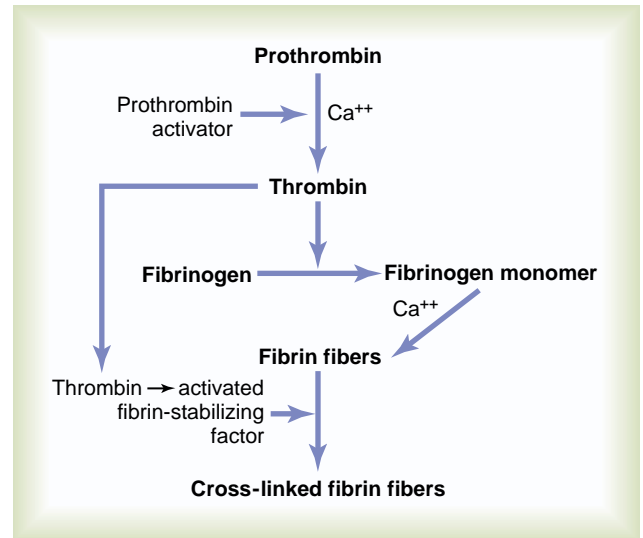 Prothrombin
Prothrombin
activator
Ca++
Thrombin
Fibrinogen
Fibrinogen monomer
Ca++
Fibrin fibers
Thrombin → activated
fibrin-stabilizing
factor
Cross-linked fibrin fibers